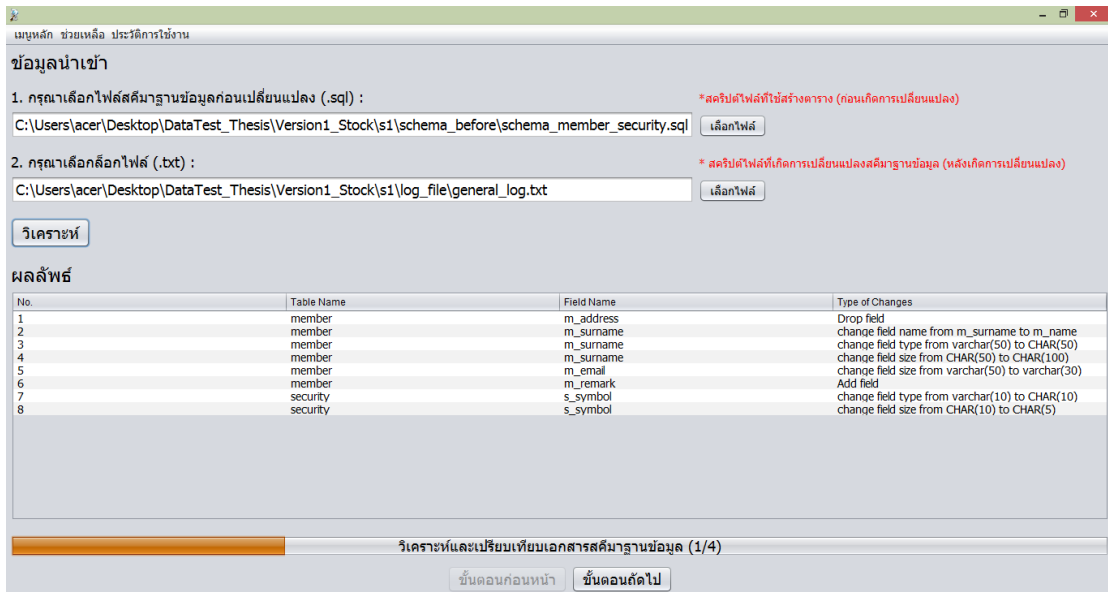 เมนูหลัก ช่วยเหลือ ประวัติการใช้งาน
ข้อมูลนำเข้า
1. กรุณาเลือกไฟล์สคีมาฐานข้อมูลก่อนเปลี่ยนแปลง (.sql) : *สคริปต์ไฟล์ที่ใช้สร้างตาราง (ก่อนเกิดการเปลี่ยนแปลง)
C:\Users\acer\Desktop\DataTest_Thesis\Version1_Stock\s1\schema_before\schema_member_security.sql เลือกไฟล์
2. กรุณาเลือกล็อกไฟล์ (.txt) : * สคริปต์ไฟล์ที่เกิดการเปลี่ยนแปลงสคีมาฐานข้อมูล (หลังเกิดการเปลี่ยนแปลง)
C:\Users\acer\Desktop\DataTest_Thesis\Version1_Stock\s1\log_file\general_log.txt เลือกไฟล์
วิเคราะห์
ผลลัพธ์
No. Table Name Field Name Type of Changes
1 member m_address Drop field
2 member m_surname change field name from m_surname to m_name
3 member m_surname change field type from varchar(50) to CHAR(50)
4 member m_surname change field size from CHAR(50) to CHAR(100)
5 member m_email change field size from varchar(50) to varchar(30)
6 member m_remark Add field
7 security s_symbol change field type from varchar(10) to CHAR(10)
8 security s_symbol change field size from CHAR(10) to CHAR(5)
วิเคราะห์และเปรียบเทียบเอกสารสคีมาฐานข้อมูล (1/4)
ขั้นตอนก่อนหน้า ขั้นตอนถัดไป